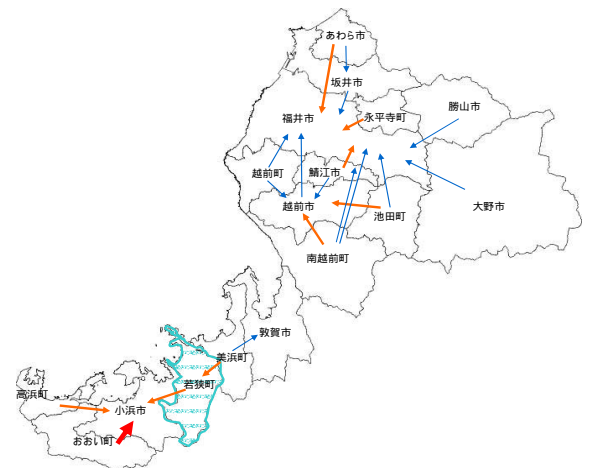 あわら市
坂井市
福井市
永平寺町
勝山市
越前町
鯖江市
越前市
池田町
大野市
南越前町
敦賀市
美浜町
若狭町
高浜町
小浜市
おおい町